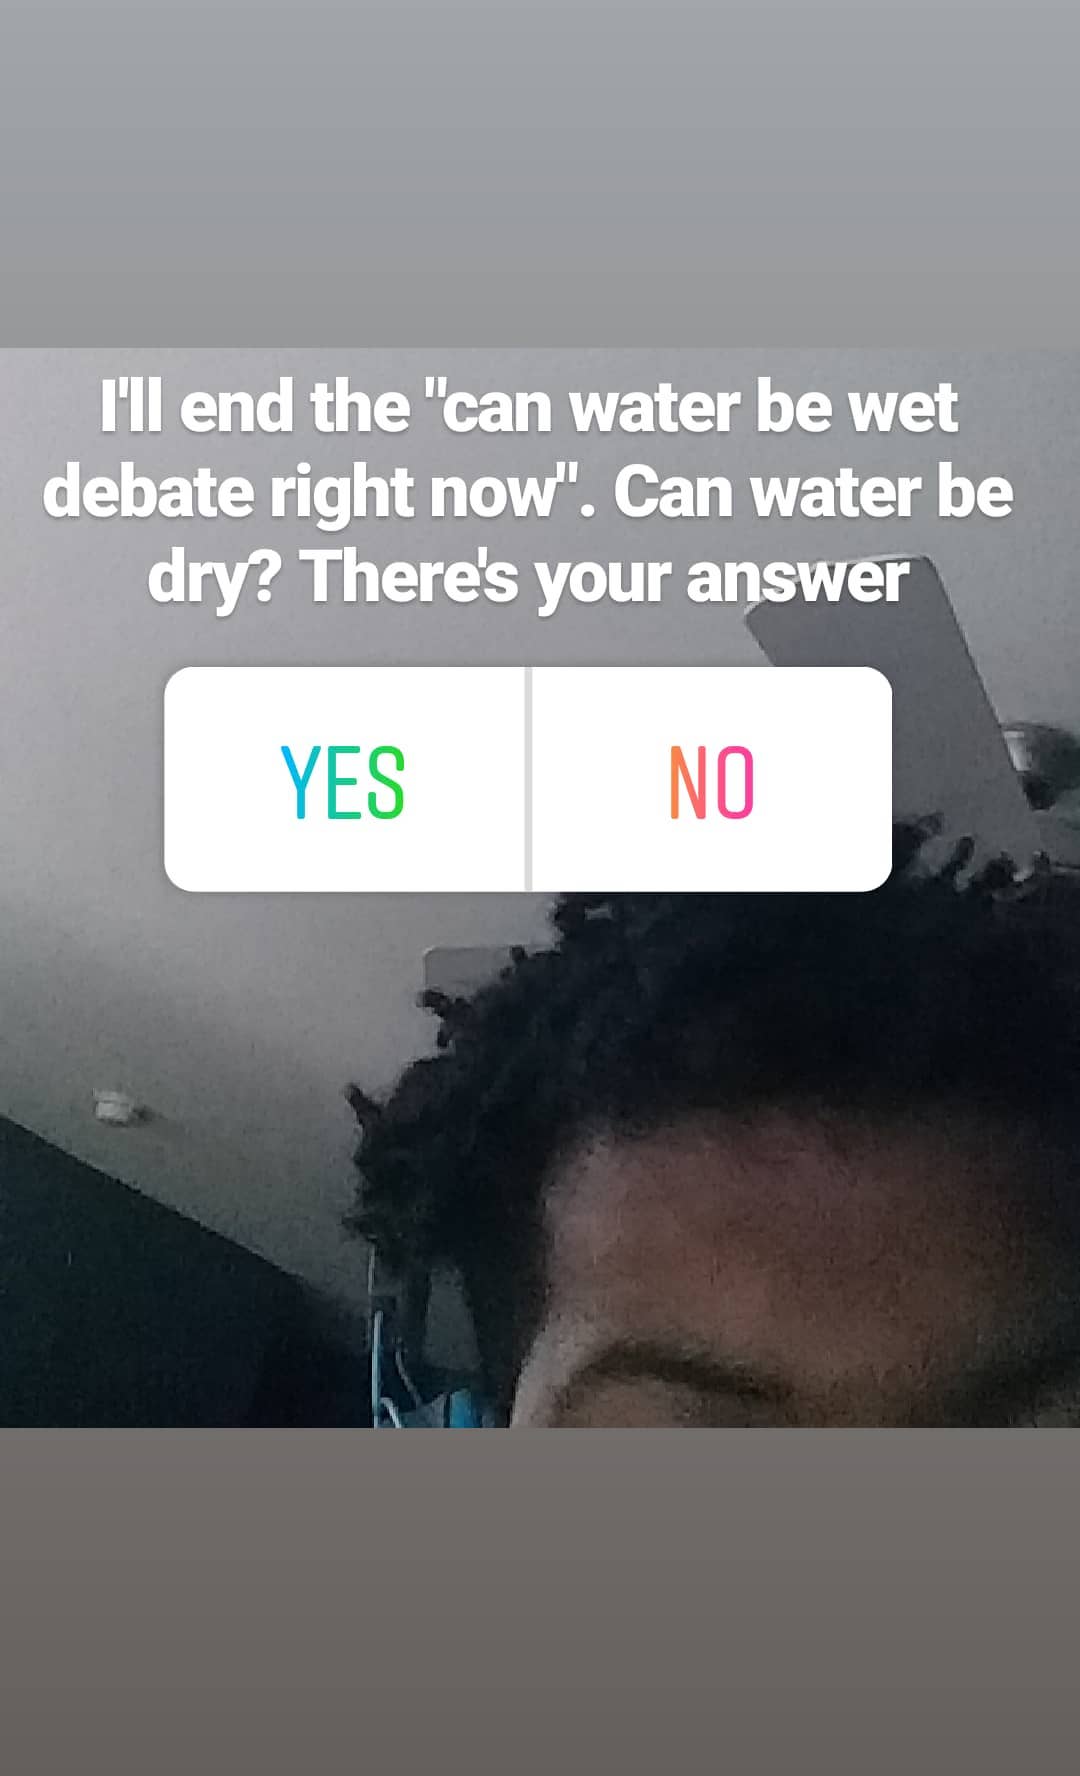 I'll end the "can water be wet
debate right now". Can water be
dry? There's your answer
YES NO